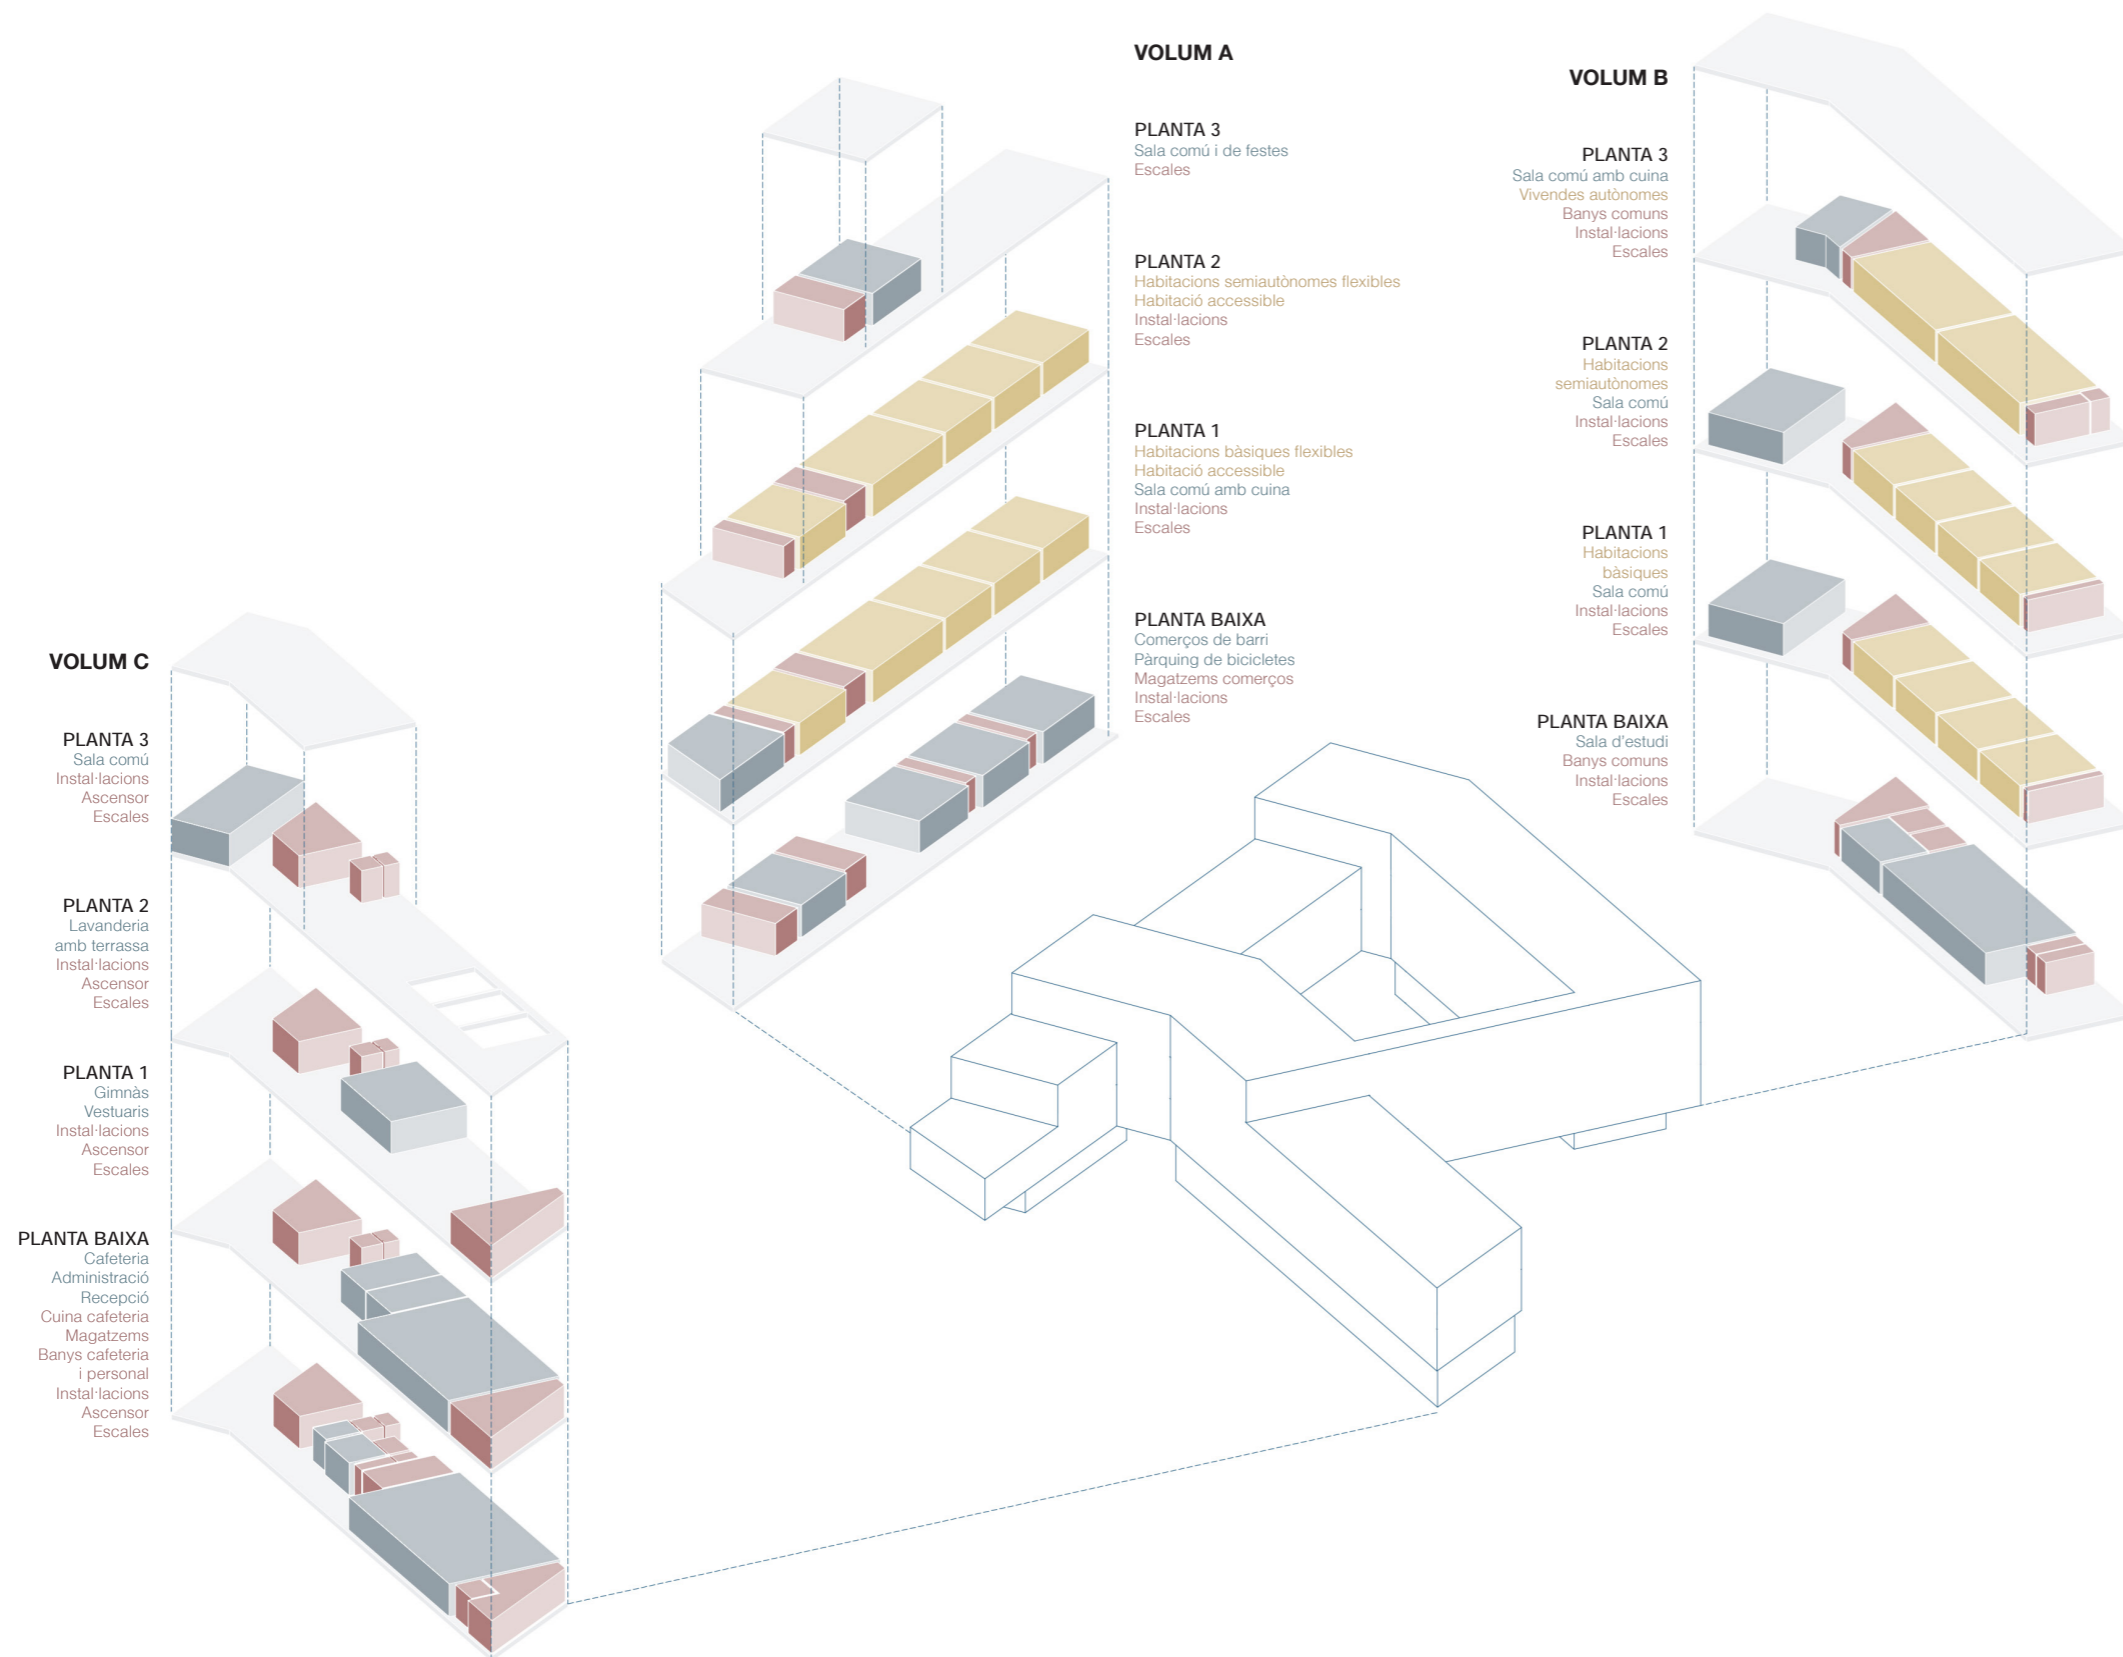 VOLUM A
PLANTA 3
Sala comú i de festes
Escales
PLANTA 2
Habitacions semiautònomes flexibles
Habitació accessible
Instal·lacions
Escales
PLANTA 1
Habitacions bàsiques flexibles
Habitació accessible
Sala comú amb cuina
Instal·lacions
Escales
PLANTA BAIXA
Comerços de barri
Pàrquing de bicicletes
Magatzems comerços
Instal·lacions
Escales
VOLUM B
PLANTA 3
Sala comú amb cuina
Vivendes autònomes
Banys comuns
Instal·lacions
Escales
PLANTA 2
Habitacions
semiautònomes
Sala comú
Instal·lacions
Escales
PLANTA 1
Habitacions
bàsiques
Sala comú
Instal·lacions
Escales
PLANTA BAIXA
Sala d'estudi
Banys comuns
Instal·lacions
Escales
VOLUM C
PLANTA 3
Sala comú
Instal·lacions
Ascensor
Escales
PLANTA 2
Lavanderia
amb terrassa
Instal·lacions
Ascensor
Escales
PLANTA 1
Gimnàs
Vestuaris
Instal·lacions
Ascensor
Escales
PLANTA BAIXA
Cafeteria
Administració
Recepció
Cuina cafeteria
Magatzems
Banys cafeteria
i personal
Instal·lacions
Ascensor
Escales